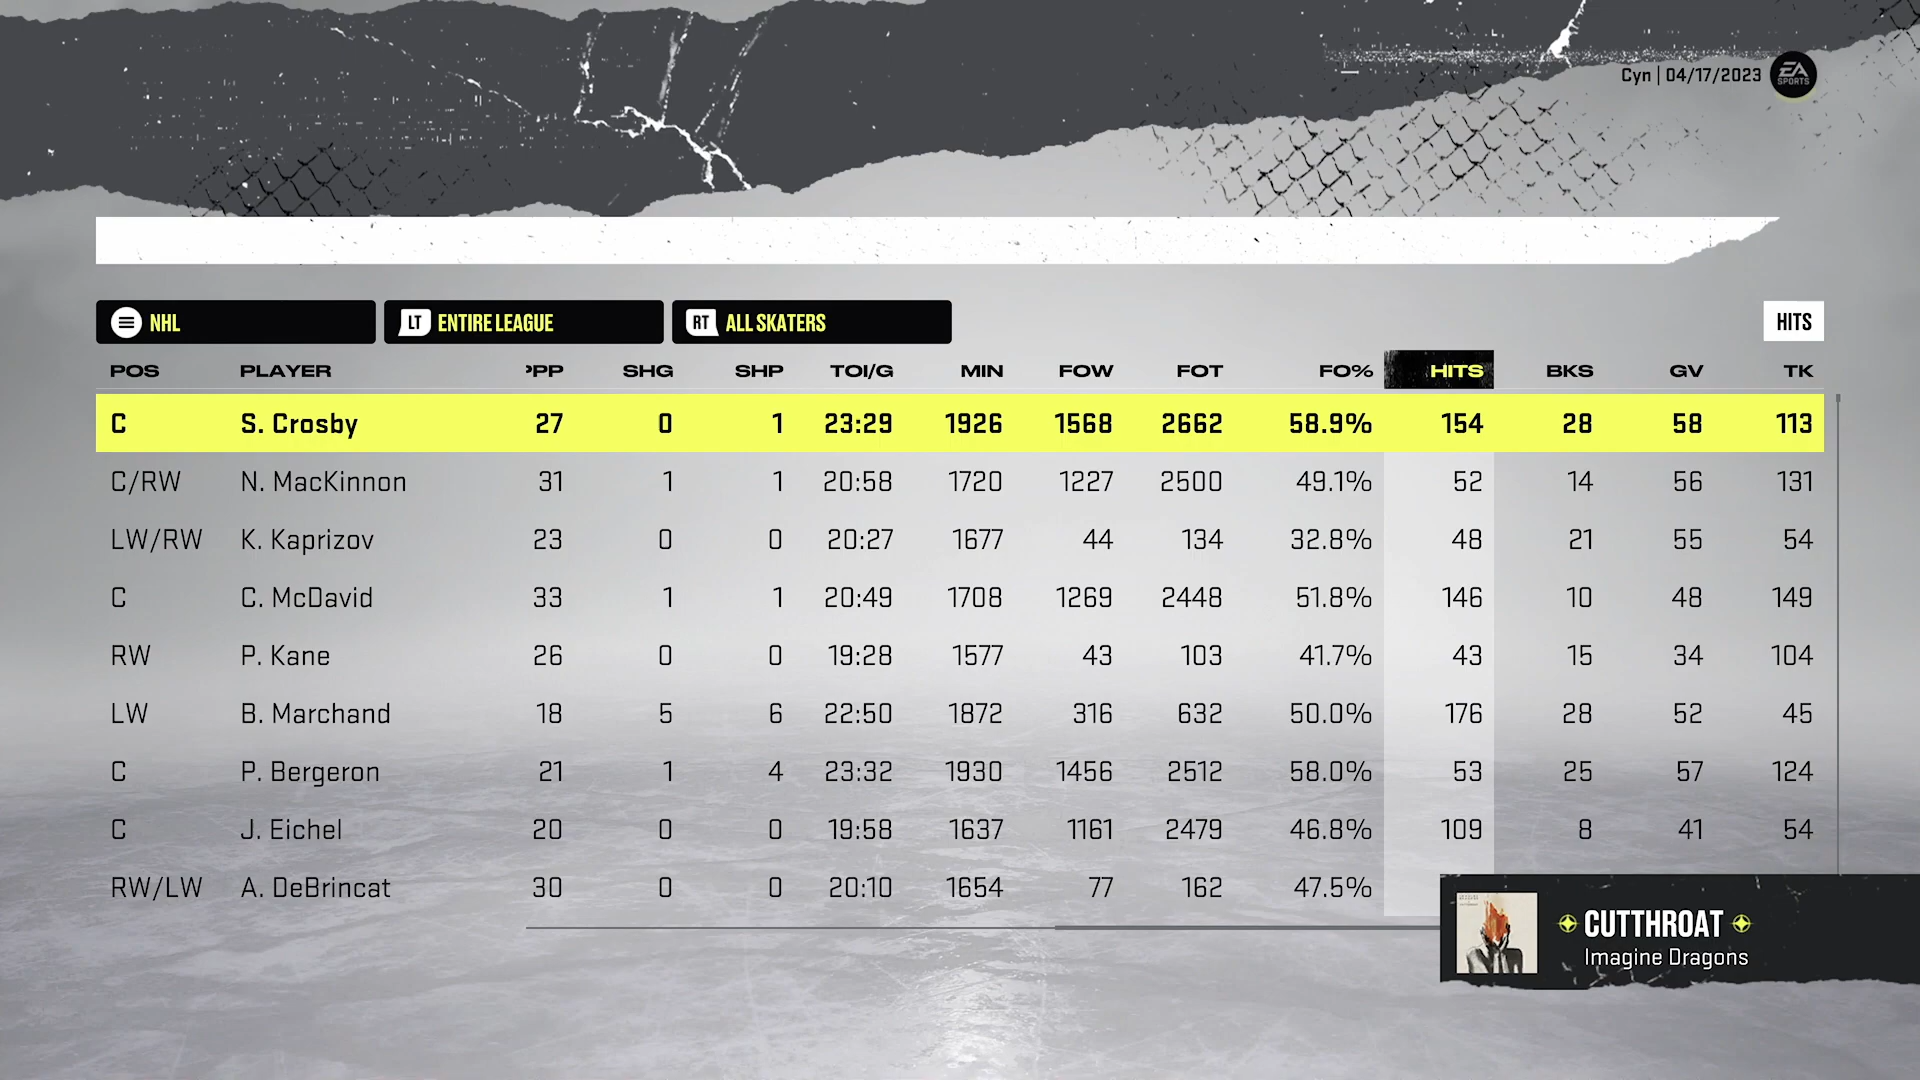 Cyn | 04/17/2023 EA SPORTS
NHL LT ENTIRE LEAGUE RT ALL SKATERS HITS
POS PLAYER PPP SHG SHP TOI/G MIN FOW FOT FO% HITS BKS GV TK
C S. Crosby 27 0 1 23:29 1926 1568 2662 58.9% 154 28 58 113
C/RW N. MacKinnon 31 1 1 20:58 1720 1227 2500 49.1% 52 14 56 131
LW/RW K. Kaprizov 23 0 0 20:27 1677 44 134 32.8% 48 21 55 54
C C. McDavid 33 1 1 20:49 1708 1269 2448 51.8% 146 10 48 149
RW P. Kane 26 0 0 19:28 1577 43 103 41.7% 43 15 34 104
LW B. Marchand 18 5 6 22:50 1872 316 632 50.0% 176 28 52 45
C P. Bergeron 21 1 4 23:32 1930 1456 2512 58.0% 53 25 57 124
C J. Eichel 20 0 0 19:58 1637 1161 2479 46.8% 109 8 41 54
RW/LW A. DeBrincat 30 0 0 20:10 1654 77 162 47.5%
CUTTHROAT
Imagine Dragons